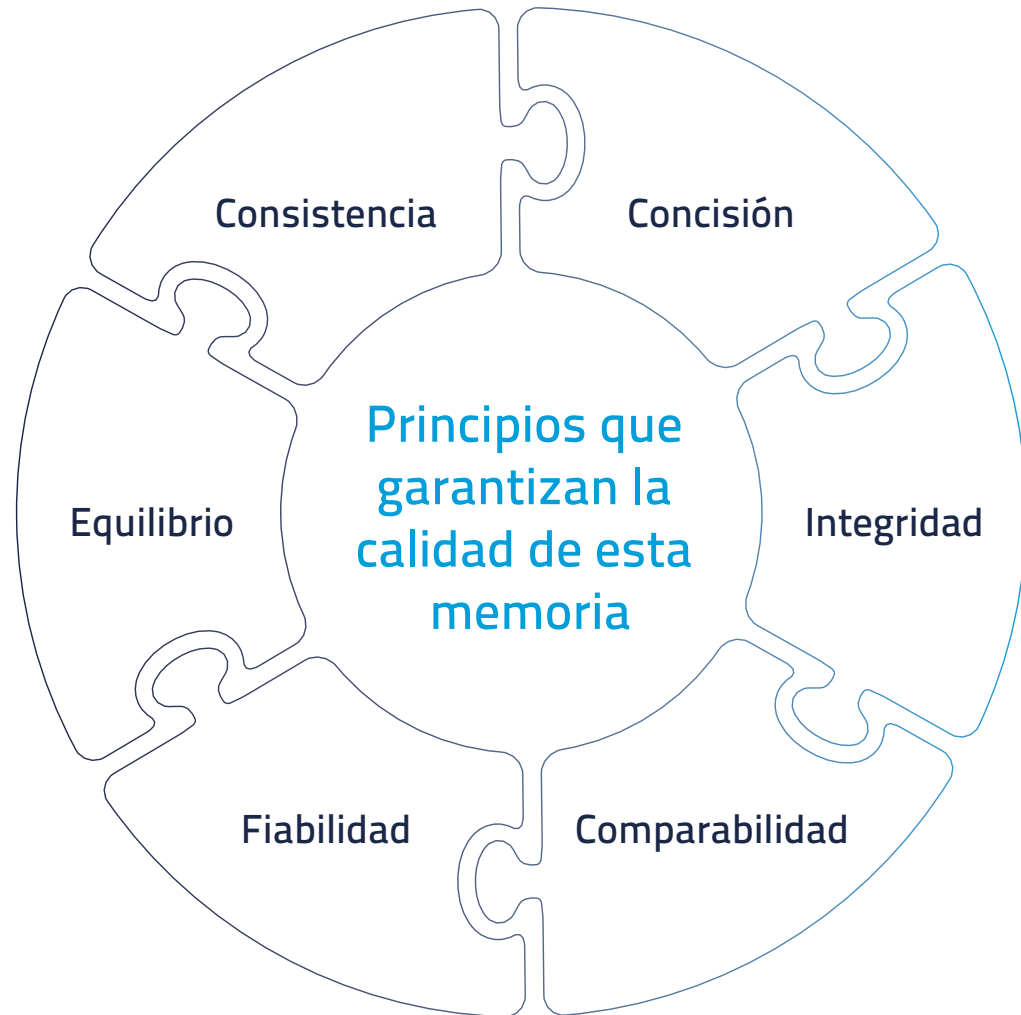 Consistencia
Concisión
Principios que
garantizan la
calidad de esta
memoria
Equilibrio
Integridad
Fiabilidad
Comparabilidad